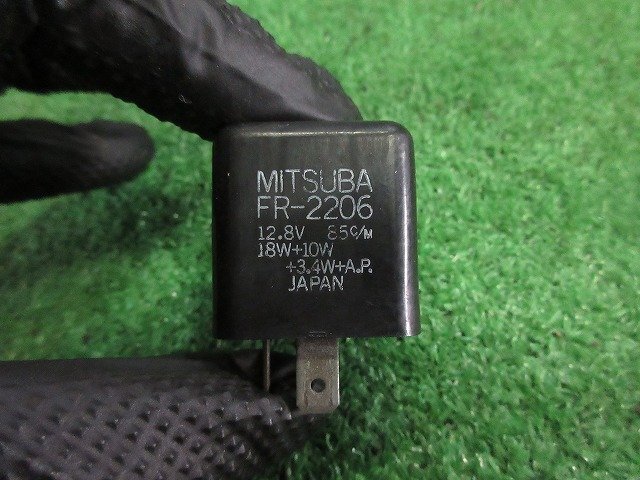 MITSUBA
FR-2206
12.8V 85c/M
18W+10W
+3.4W+A.P.
JAPAN